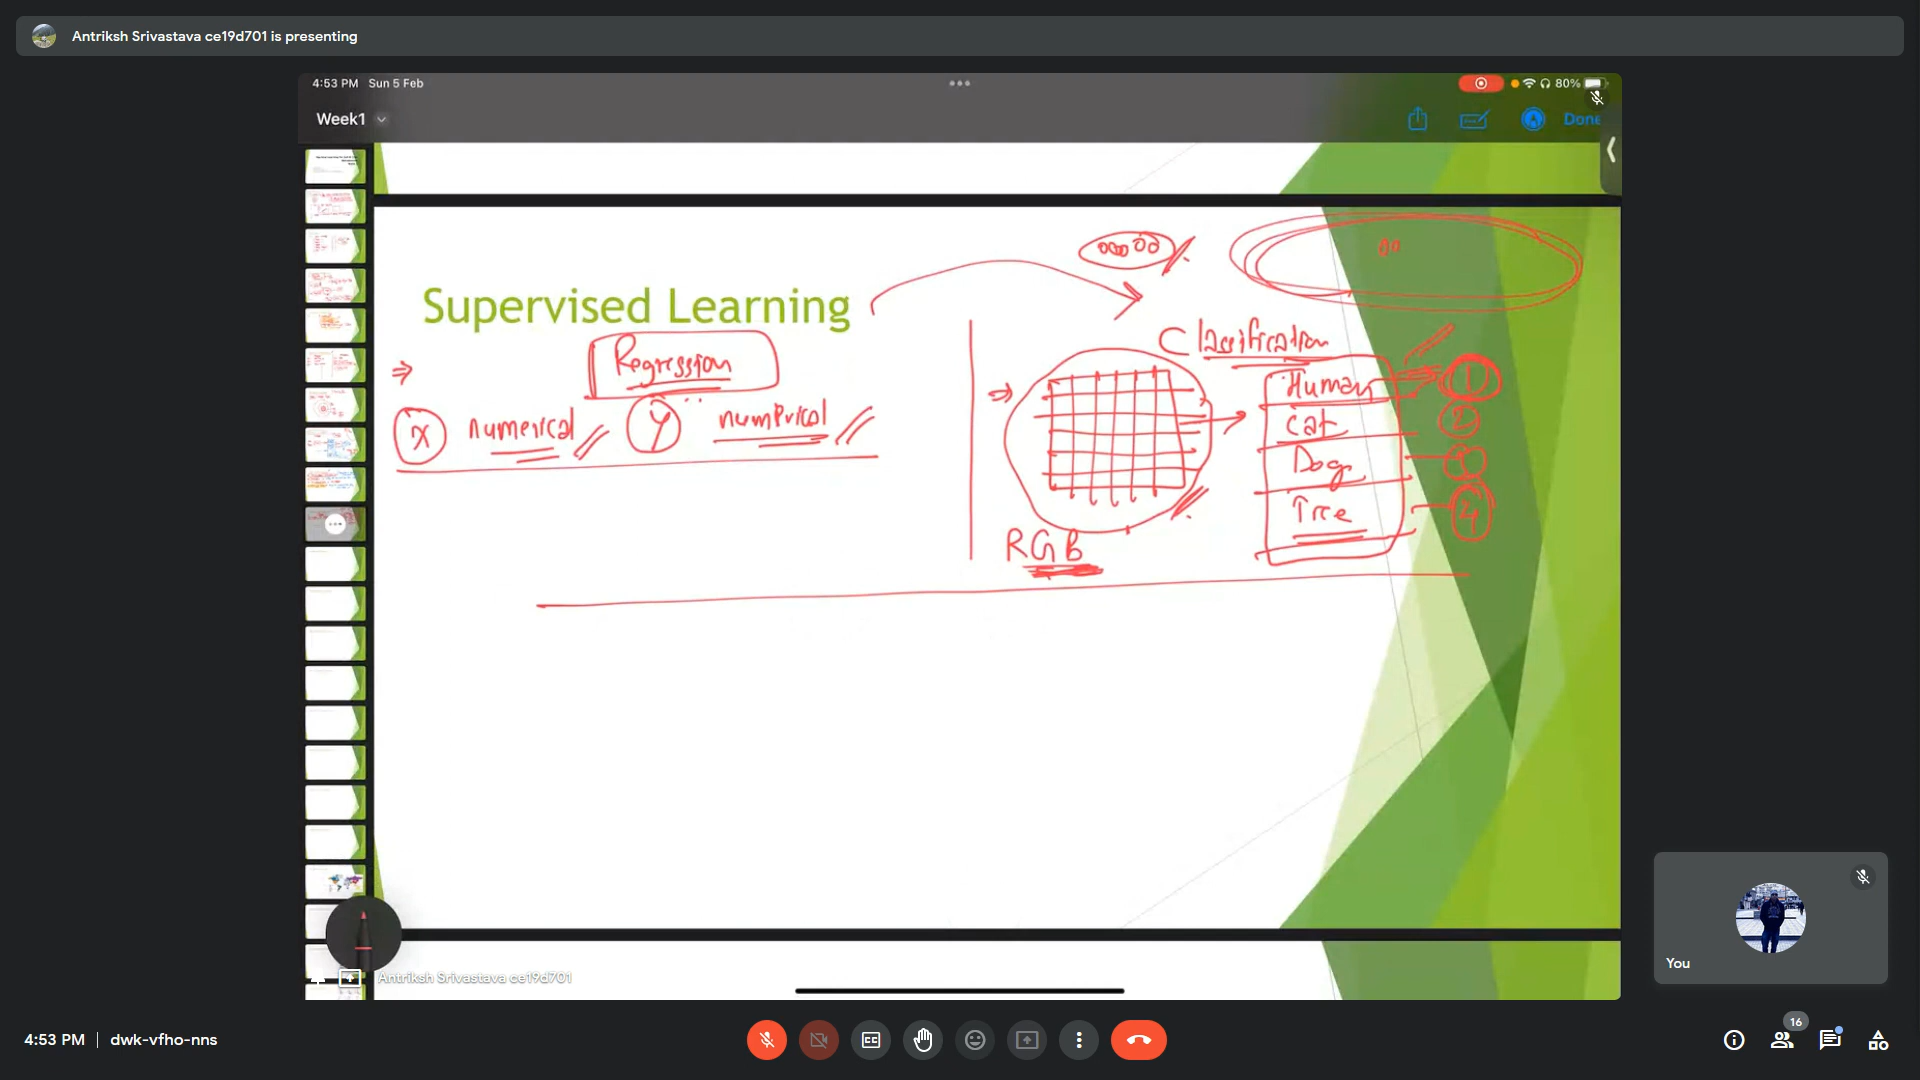 Antriksh Srivastava ce19d701 is presenting
4:53 PM Sun 5 Feb
80%
Week1
Done
Supervised Learning
Regression
Classification
x numerical y numerical
Human 1
Cat 2
Dog
Tree 4
RGB
Antriksh Srivastava ce19d701
You
4:53 PM | dwk-vfho-nns
CC
16